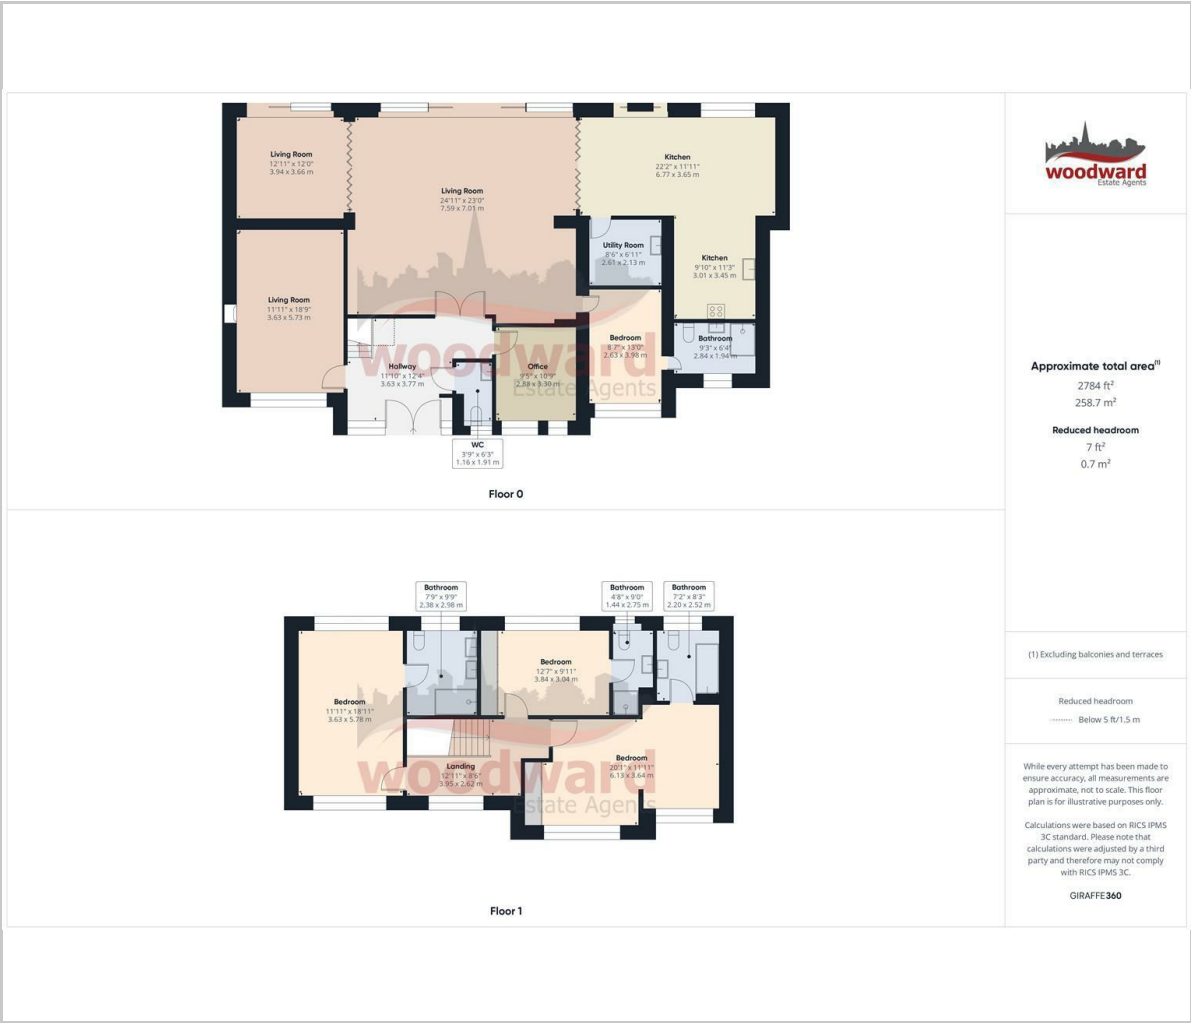 Living Room
12'11" x 12'0"
3.94 x 3.66 m
Living Room
24'11" x 23'0"
7.59 x 7.01 m
Kitchen
22'2" x 11'11"
6.77 x 3.65 m
Utility Room
8'6" x 6'11"
2.61 x 2.13 m
Kitchen
9'10" x 11'3"
3.01 x 3.45 m
Living Room
11'11" x 18'9"
3.63 x 5.73 m
Bedroom
8'7" x 13'0"
2.63 x 3.98 m
Bathroom
9'3" x 6'4"
2.84 x 1.94 m
Hallway
11'10" x 12'4"
3.63 x 3.77 m
Office
9'5" x 10'9"
2.88 x 3.30 m
woodward
Estate Agents
WC
3'9" x 6'3"
1.16 x 1.91 m
Floor 0
Bathroom
7'9" x 9'9"
2.38 x 2.98 m
Bathroom
4'8" x 9'0"
1.44 x 2.75 m
Bathroom
7'2" x 8'3"
2.20 x 2.52 m
Bedroom
12'7" x 9'11"
3.84 x 3.04 m
Bedroom
11'11" x 18'11"
3.63 x 5.78 m
Landing
12'11" x 8'6"
3.95 x 2.62 m
Bedroom
20'1" x 11'11"
6.13 x 3.64 m
woodward
Estate Agents
Floor 1
woodward
Estate Agents
Approximate total area(1)
2784 ft²
258.7 m²
Reduced headroom
7 ft²
0.7 m²
(1) Excluding balconies and terraces
Reduced headroom
Below 5 ft/1.5 m
While every attempt has been made to
ensure accuracy, all measurements are
approximate, not to scale. This floor
plan is for illustrative purposes only.
Calculations were based on RICS IPMS
3C standard. Please note that
calculations were adjusted by a third
party and therefore may not comply
with RICS IPMS 3C.
GIRAFFE360